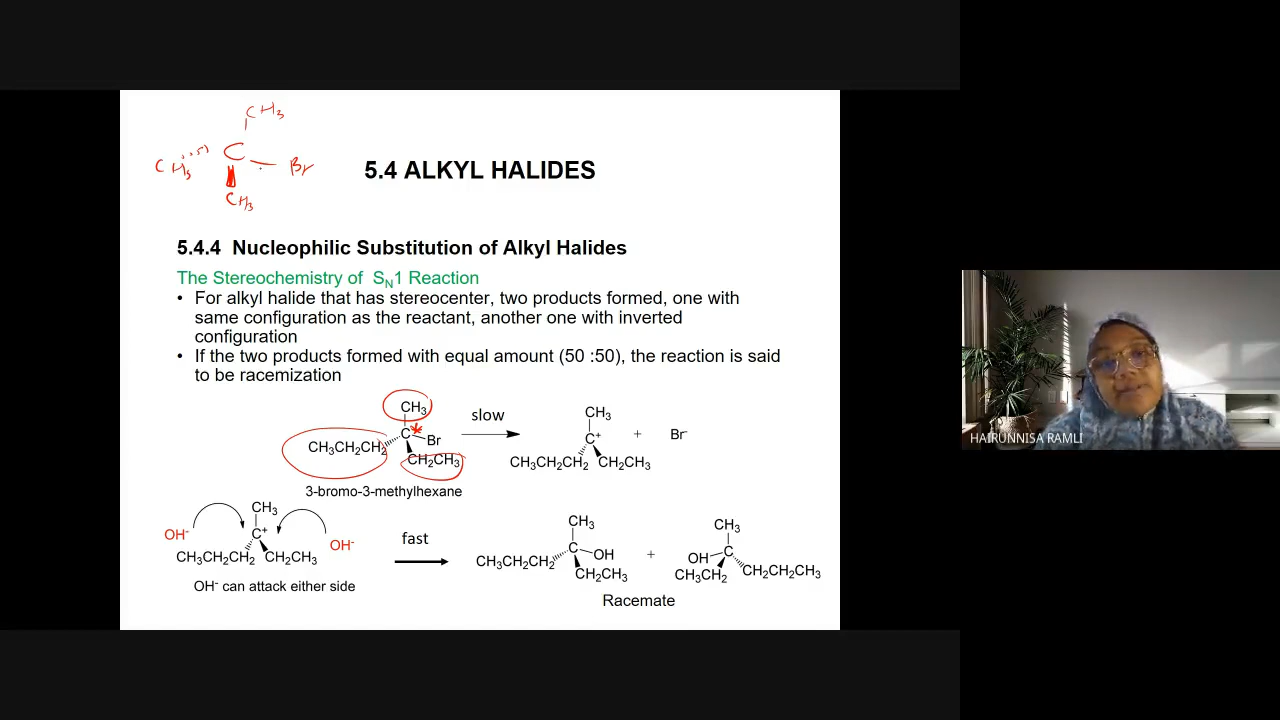 CH3
CH3 C Br
CH3
5.4 ALKYL HALIDES
5.4.4 Nucleophilic Substitution of Alkyl Halides
The Stereochemistry of SN1 Reaction
• For alkyl halide that has stereocenter, two products formed, one with
same configuration as the reactant, another one with inverted
configuration
• If the two products formed with equal amount (50 :50), the reaction is said
to be racemization
CH3
CH3CH2CH2 C * Br
CH2CH3
3-bromo-3-methylhexane
slow
CH3
C+
CH3CH2CH2 CH2CH3
+ Br-
CH3
OH- C+ OH-
CH3CH2CH2 CH2CH3
OH- can attack either side
fast
CH3
C OH
CH3CH2CH2
CH2CH3
+
CH3
OH C
CH3CH2 CH2CH2CH3
Racemate
HAIRUNNISA RAMLI